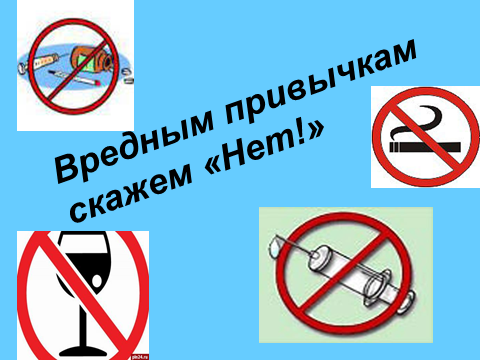 Вредным привычкам
скажем «Нет!»